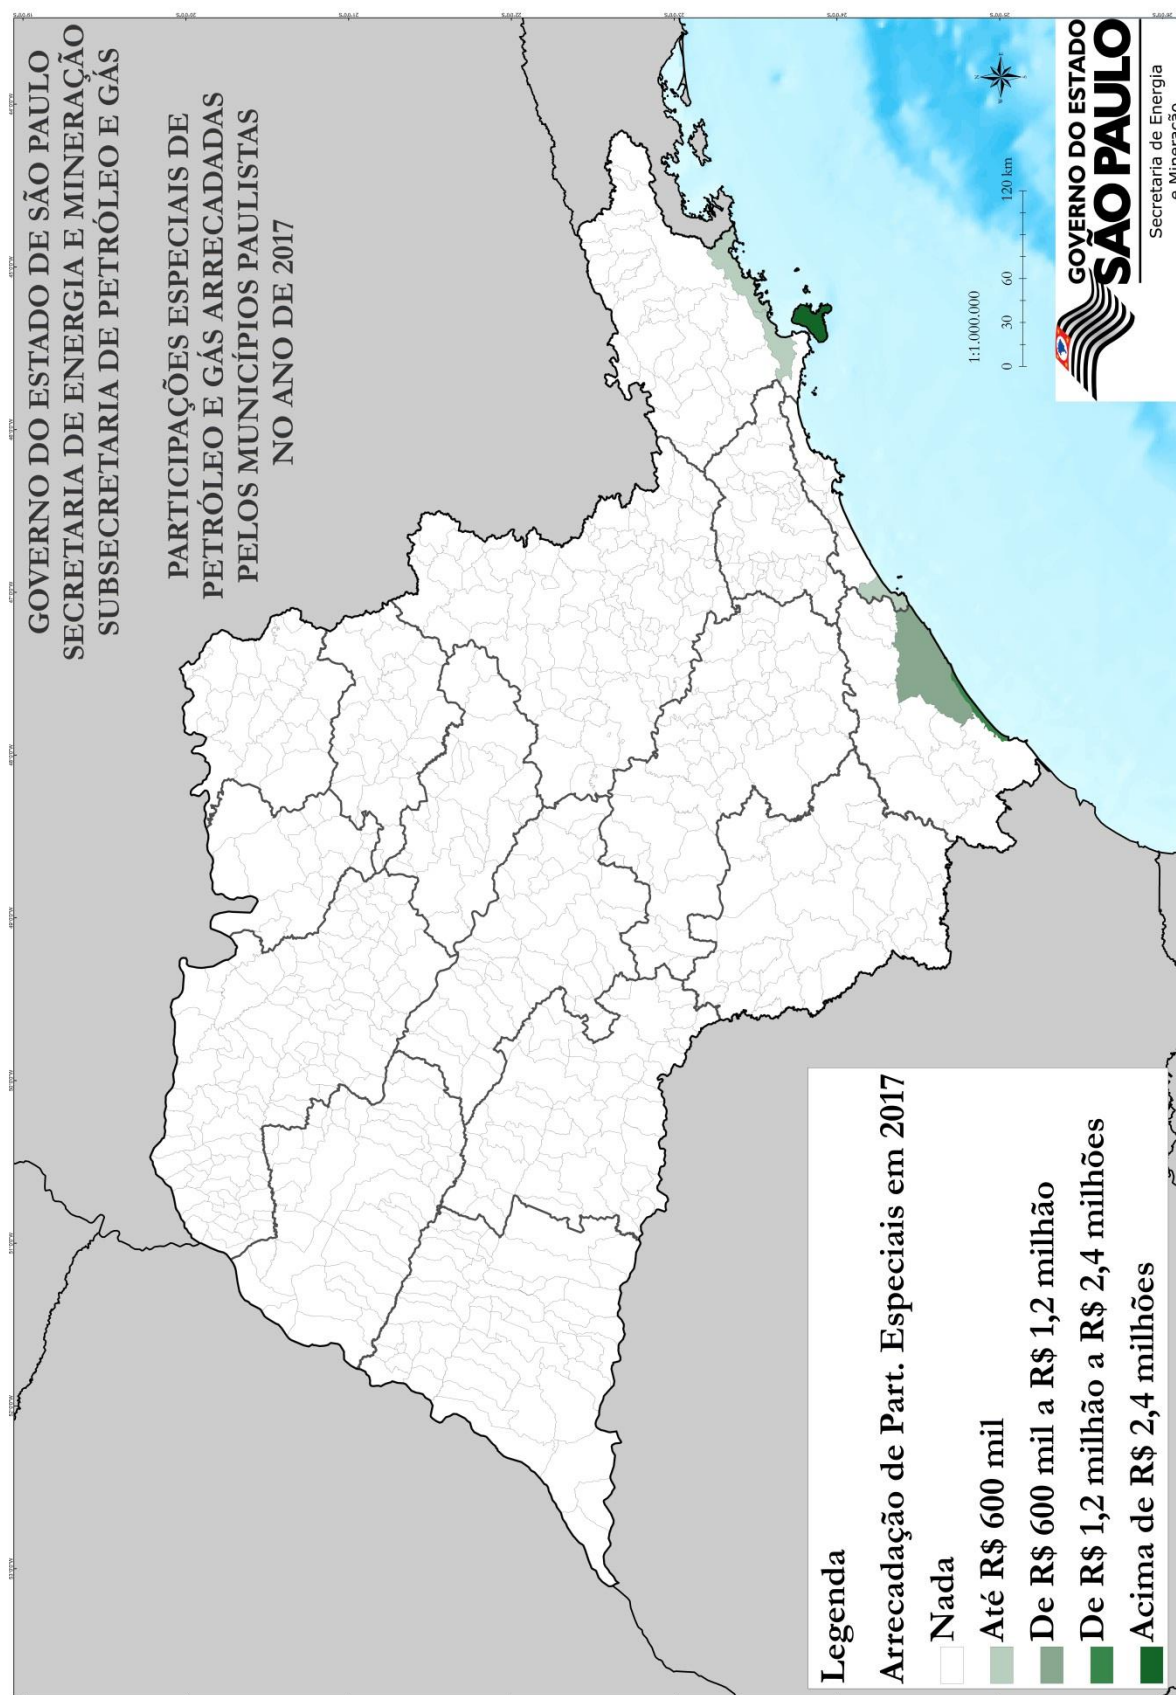 GOVERNO DO ESTADO DE SÃO PAULO
SECRETARIA DE ENERGIA E MINERAÇÃO
SUBSECRETARIA DE PETRÓLEO E GÁS
PARTICIPAÇÕES ESPECIAIS DE
PETRÓLEO E GÁS ARRECADADAS
PELOS MUNICÍPIOS PAULISTAS
NO ANO DE 2017
Legenda
Arrecadação de Part. Especiais em 2017
Nada
Até R$ 600 mil
De R$ 600 mil a R$ 1,2 milhão
De R$ 1,2 milhão a R$ 2,4 milhões
Acima de R$ 2,4 milhões
1:1.000.000
0 30 60 120 km
GOVERNO DO ESTADO
SÃO PAULO
Secretaria de Energia
e Mineração